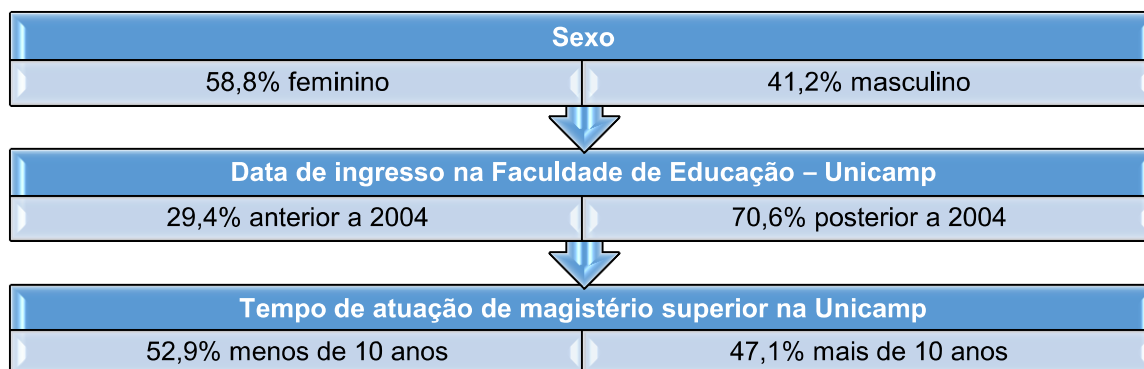 Sexo
58,8% feminino
41,2% masculino
Data de ingresso na Faculdade de Educação – Unicamp
29,4% anterior a 2004
70,6% posterior a 2004
Tempo de atuação de magistério superior na Unicamp
52,9% menos de 10 anos
47,1% mais de 10 anos